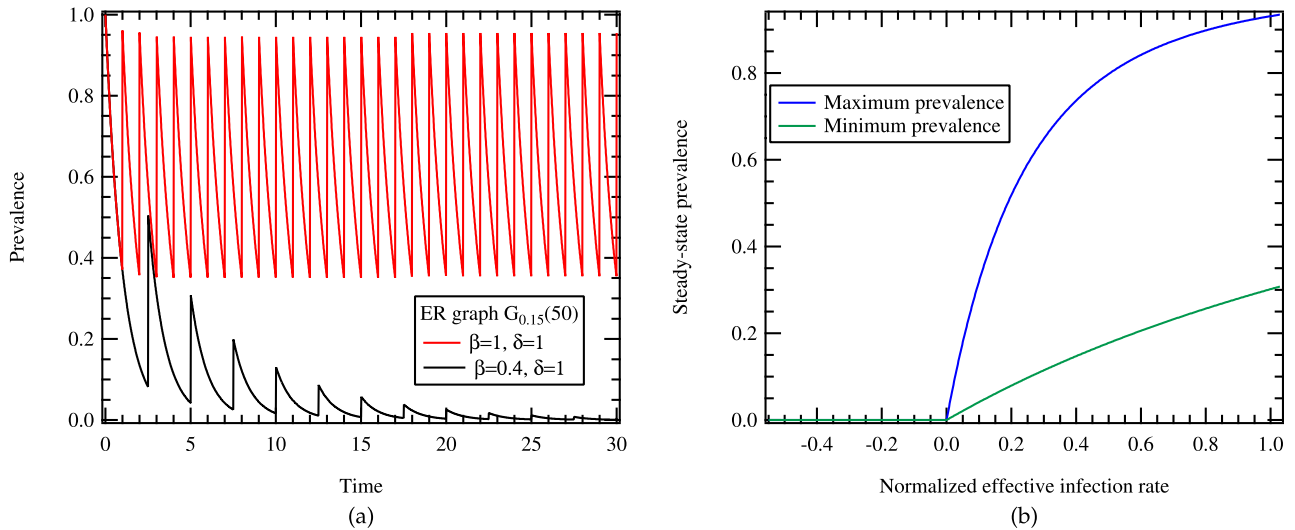 1.0
0.8
0.6
0.4
0.2
0.0
Prevalence
0 5 10 15 20 25 30
Time
ER graph G0.15(50)
β=1, δ=1
β=0.4, δ=1
(a)
0.8
0.6
0.4
0.2
0.0
Steady-state prevalence
Maximum prevalence
Minimum prevalence
-0.4 -0.2 0.0 0.2 0.4 0.6 0.8 1.0
Normalized effective infection rate
(b)